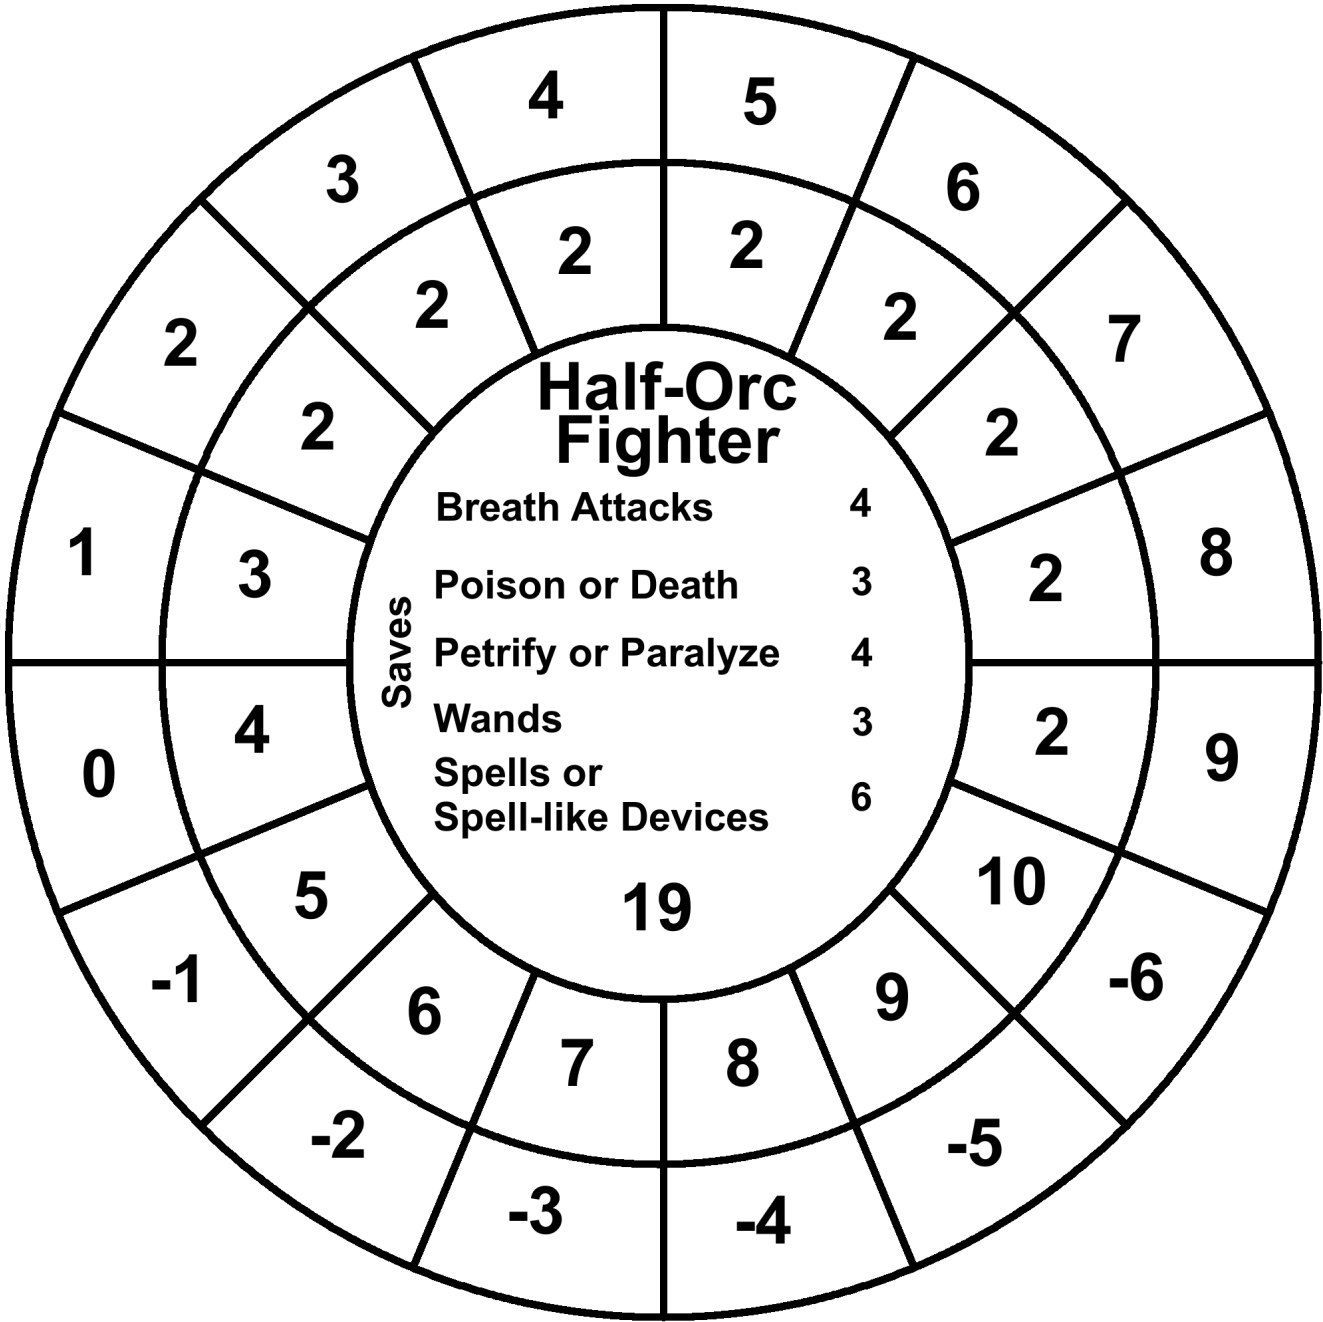 4 5
3 6
2 2
2 2
2 7
2 2
1 8
3 2
0 9
4 2
5 10
-1 -6
6 9
7 8
-2 -5
-3 -4
Half-Orc
Fighter
Saves
Breath Attacks 4
Poison or Death 3
Petrify or Paralyze 4
Wands 3
Spells or
Spell-like Devices 6
19